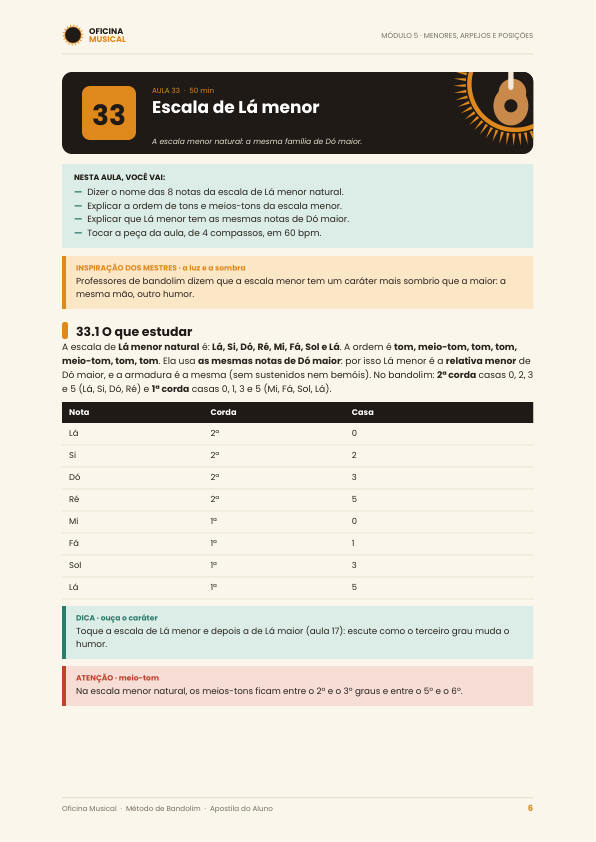 OFICINA
MUSICAL
MÓDULO 5 · MENORES, ARPEJOS E POSIÇÕES
33
AULA 33 · 50 min
Escala de Lá menor
A escala menor natural: a mesma família de Dó maior.
NESTA AULA, VOCÊ VAI:
— Dizer o nome das 8 notas da escala de Lá menor natural.
— Explicar a ordem de tons e meios-tons da escala menor.
— Explicar que Lá menor tem as mesmas notas de Dó maior.
— Tocar a peça da aula, de 4 compassos, em 60 bpm.
INSPIRAÇÃO DOS MESTRES · a luz e a sombra
Professores de bandolim dizem que a escala menor tem um caráter mais sombrio que a maior: a
mesma mão, outro humor.
33.1 O que estudar
A escala de Lá menor natural é: Lá, Si, Dó, Ré, Mi, Fá, Sol e Lá. A ordem é tom, meio-tom, tom, tom,
meio-tom, tom, tom. Ela usa as mesmas notas de Dó maior: por isso Lá menor é a relativa menor de
Dó maior, e a armadura é a mesma (sem sustenidos nem bemóis). No bandolim: 2ª corda casas 0, 2, 3
e 5 (Lá, Si, Dó, Ré) e 1ª corda casas 0, 1, 3 e 5 (Mi, Fá, Sol, Lá).
Nota Corda Casa
Lá 2ª 0
Si 2ª 2
Dó 2ª 3
Ré 2ª 5
Mi 1ª 0
Fá 1ª 1
Sol 1ª 3
Lá 1ª 5
DICA · ouça o caráter
Toque a escala de Lá menor e depois a de Lá maior (aula 17): escute como o terceiro grau muda o
humor.
ATENÇÃO · meio-tom
Na escala menor natural, os meios-tons ficam entre o 2º e o 3º graus e entre o 5º e o 6º.
Oficina Musical · Método de Bandolim · Apostila do Aluno
6